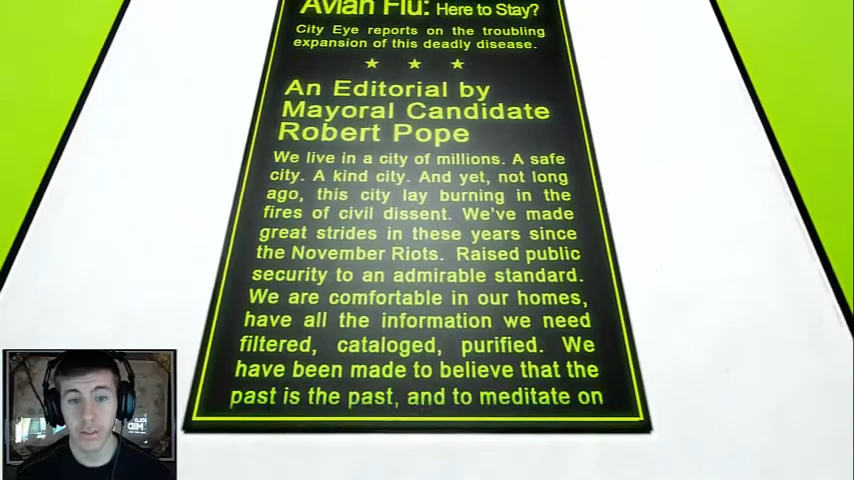 Avian Flu: Here to Stay?
City Eye reports on the troubling
expansion of this deadly disease.
An Editorial by
Mayoral Candidate
Robert Pope
We live in a city of millions. A safe
city. A kind city. And yet, not long
ago, this city lay burning in the
fires of civil dissent. We've made
great strides in these years since
the November Riots. Raised public
security to an admirable standard.
We are comfortable in our homes,
have all the information we need
filtered, cataloged, purified. We
have been made to believe that the
past is the past, and to meditate on